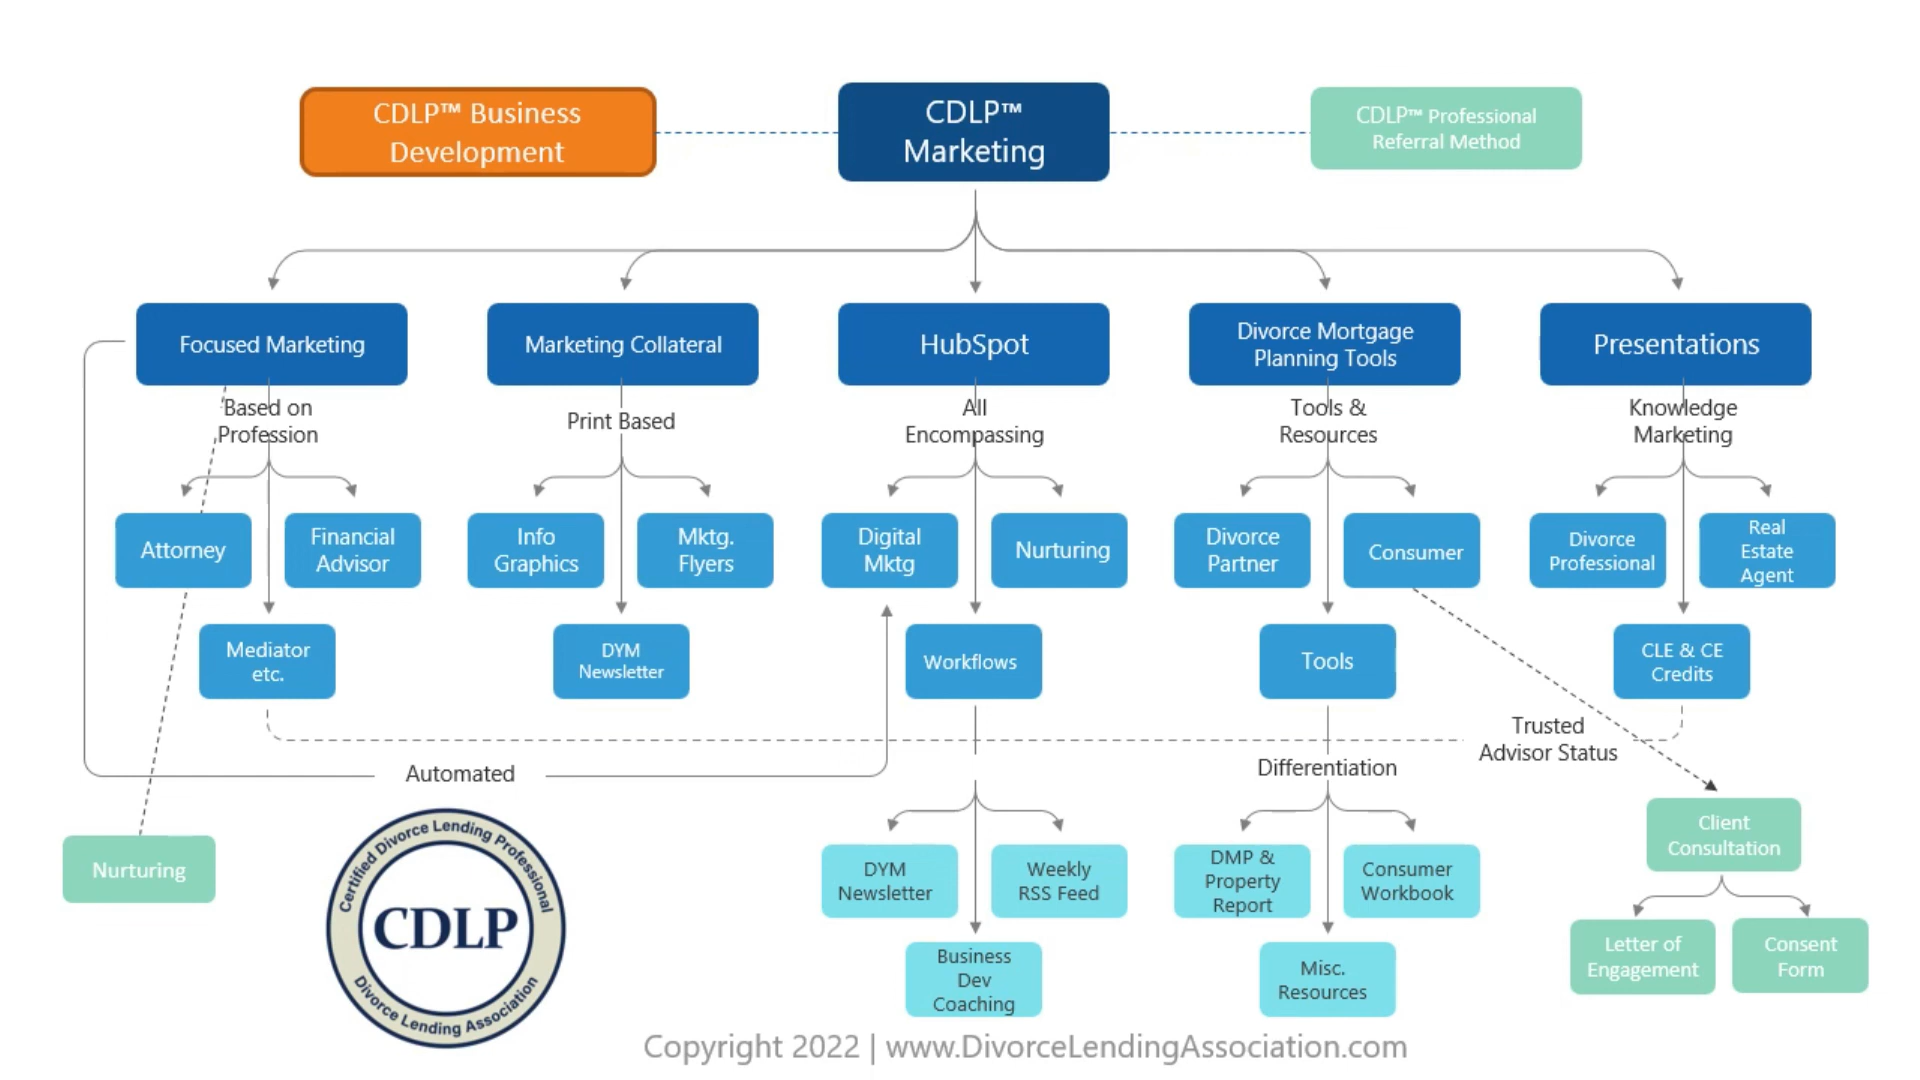 CDLP™ Business
Development
CDLP™
Marketing
CDLP™ Professional
Referral Method
Focused Marketing
Marketing Collateral
HubSpot
Divorce Mortgage
Planning Tools
Presentations
Based on
Profession
Print Based
All
Encompassing
Tools &
Resources
Knowledge
Marketing
Attorney
Financial
Advisor
Info
Graphics
Mktg.
Flyers
Digital
Mktg
Nurturing
Divorce
Partner
Consumer
Divorce
Professional
Real
Estate
Agent
Mediator
etc.
DYM
Newsletter
Workflows
Tools
CLE & CE
Credits
Trusted
Advisor Status
Automated
Differentiation
Nurturing
Certified Divorce Lending Professional
CDLP
Divorce Lending Association
DYM
Newsletter
Weekly
RSS Feed
DMP &
Property
Report
Consumer
Workbook
Client
Consultation
Business
Dev
Coaching
Misc.
Resources
Letter of
Engagement
Consent
Form
Copyright 2022 | www.DivorceLendingAssociation.com